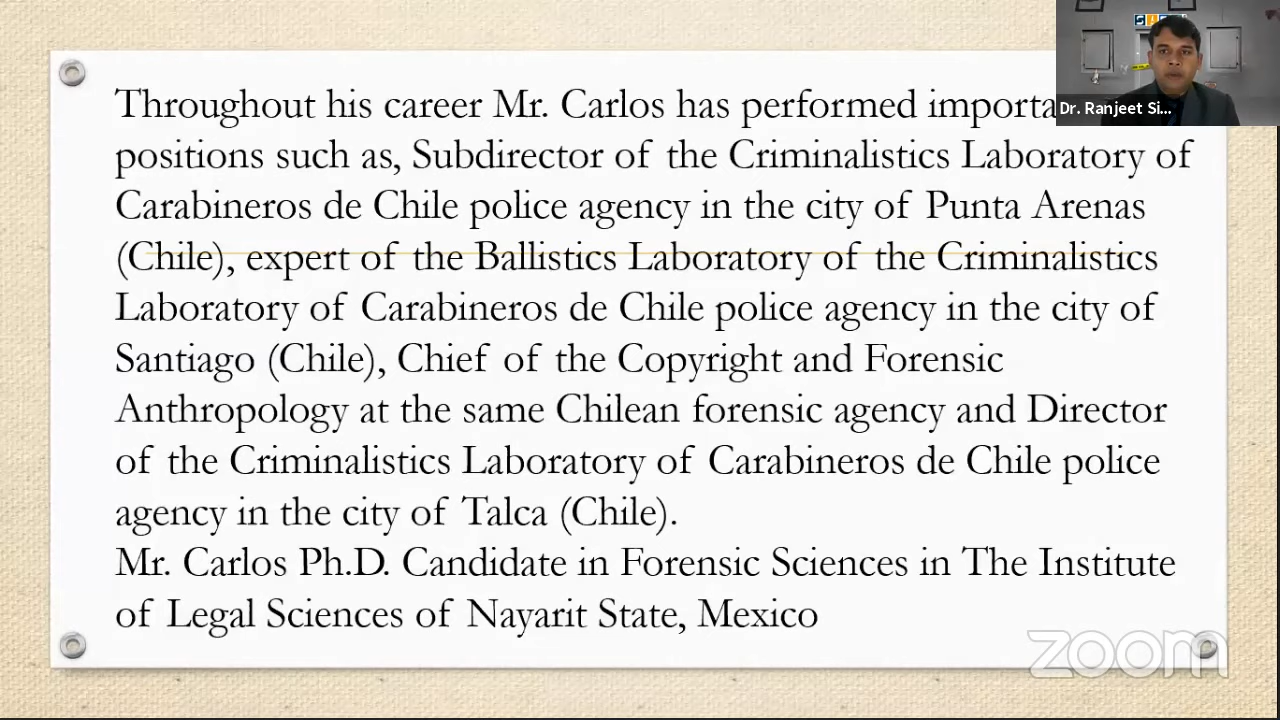 Throughout his career Mr. Carlos has performed importa
positions such as, Subdirector of the Criminalistics Laboratory of
Carabineros de Chile police agency in the city of Punta Arenas
(Chile), expert of the Ballistics Laboratory of the Criminalistics
Laboratory of Carabineros de Chile police agency in the city of
Santiago (Chile), Chief of the Copyright and Forensic
Anthropology at the same Chilean forensic agency and Director
of the Criminalistics Laboratory of Carabineros de Chile police
agency in the city of Talca (Chile).
Mr. Carlos Ph.D. Candidate in Forensic Sciences in The Institute
of Legal Sciences of Nayarit State, Mexico
Dr. Ranjeet Si...
zoom